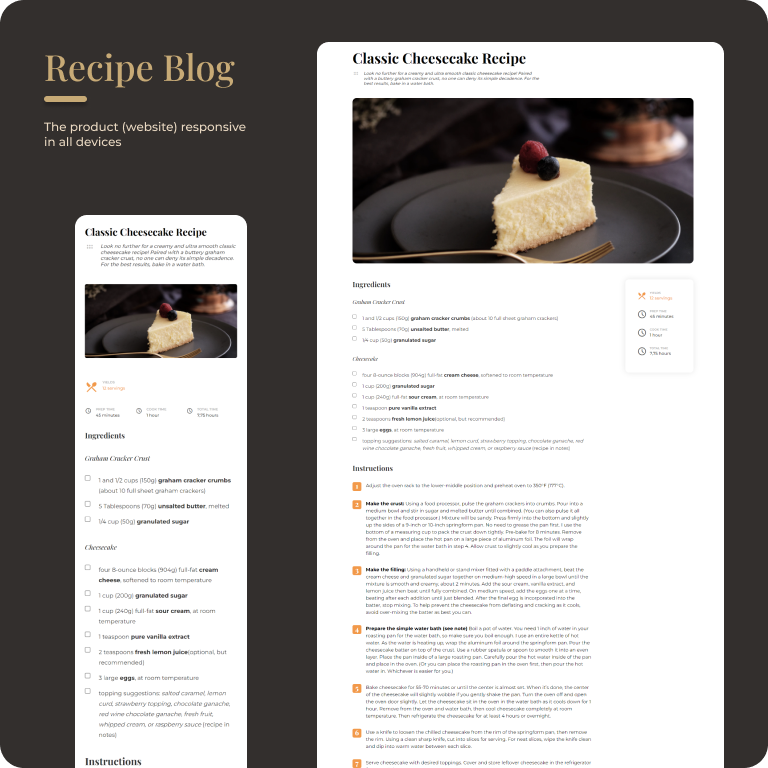 Recipe Blog
The product (website) responsive
in all devices
Classic Cheesecake Recipe
Look no further for a creamy and ultra smooth classic
cheesecake recipe! Paired with a buttery graham
cracker crust, no one can deny its simple decadence.
For the best results, bake in a water bath.
YIELD
12 servings
PREP TIME
45 minutes
COOK TIME
1 hour
TOTAL TIME
7.75 hours
Ingredients
Graham Cracker Crust
1 and 1/2 cups (150g) graham cracker crumbs
(about 10 full sheet graham crackers)
5 Tablespoons (70g) unsalted butter, melted
1/4 cup (50g) granulated sugar
Cheesecake
four 8-ounce blocks (904g) full-fat cream
cheese, softened to room temperature
1 cup (200g) granulated sugar
1 cup (240g) full-fat sour cream, at room
temperature
1 teaspoon pure vanilla extract
2 teaspoons fresh lemon juice(optional, but
recommended)
3 large eggs, at room temperature
topping suggestions: salted caramel, lemon
curd, strawberry topping, chocolate ganache,
red wine chocolate ganache, fresh fruit,
whipped cream, or raspberry sauce (recipe in
notes)
Instructions
Classic Cheesecake Recipe
Look no further for a creamy and ultra smooth classic cheesecake recipe! Paired
with a buttery graham cracker crust, no one can deny its simple decadence. For the
best results, bake in a water bath.
Ingredients
Graham Cracker Crust
1 and 1/2 cups (150g) graham cracker crumbs (about 10 full sheet graham crackers)
5 Tablespoons (70g) unsalted butter, melted
1/4 cup (50g) granulated sugar
Cheesecake
four 8-ounce blocks (904g) full-fat cream cheese, softened to room temperature
1 cup (200g) granulated sugar
1 cup (240g) full-fat sour cream, at room temperature
1 teaspoon pure vanilla extract
2 teaspoons fresh lemon juice(optional, but recommended)
3 large eggs, at room temperature
topping suggestions: salted caramel, lemon curd, strawberry topping, chocolate ganache, red
wine chocolate ganache, fresh fruit, whipped cream, or raspberry sauce (recipe in notes)
YIELD
12 servings
PREP TIME
45 minutes
COOK TIME
1 hour
TOTAL TIME
7.75 hours
Instructions
1 Adjust the oven rack to the lower-middle position and preheat oven to 350°F (177°C).
2 Make the crust: Using a food processor, pulse the graham crackers into crumbs. Pour into a
medium bowl and stir in sugar and melted butter until combined. (You can also pulse it all
together in the food processor.) Mixture will be sandy. Press firmly into the bottom and slightly
up the sides of a 9-inch or 10-inch springform pan. No need to grease the pan first. I use the
bottom of a measuring cup to pack the crust down tightly. Pre-bake for 8 minutes. Remove
from the oven and place the hot pan on a large piece of aluminum foil. The foil will wrap
around the pan for the water bath in step 4. Allow crust to slightly cool as you prepare the
filling.
3 Make the filling: Using a handheld or stand mixer fitted with a paddle attachment, beat the
cream cheese and granulated sugar together on medium-high speed in a large bowl until the
mixture is smooth and creamy, about 2 minutes. Add the sour cream, vanilla extract, and
lemon juice then beat until fully combined. On medium speed, add the eggs one at a time,
beating after each addition until just blended. After the final egg is incorporated into the
batter, stop mixing. To help prevent the cheesecake from deflating and cracking as it cools,
avoid over-mixing the batter as best you can.
4 Prepare the simple water bath (see note) Boil a pot of water. You need 1 inch of water in your
roasting pan for the water bath, so make sure you boil enough. I use an entire kettle of hot
water. As the water is heating up, wrap the aluminum foil around the springform pan. Pour the
cheesecake batter on top of the crust. Use a rubber spatula or spoon to smooth it into an even
layer. Place the pan inside of a large roasting pan. Carefully pour the hot water inside of the pan
and place in the oven. (Or you can place the roasting pan in the oven first, then pour the hot
water in. Whichever is easier for you.)
5 Bake cheesecake for 55-70 minutes or until the center is almost set. When it's done, the center
of the cheesecake will slightly wobble if you gently shake the pan. Turn the oven off and open
the oven door slightly. Let the cheesecake sit in the oven in the water bath as it cools down for 1
hour. Remove from the oven and water bath, then cool cheesecake completely at room
temperature. Then refrigerate the cheesecake for at least 4 hours or overnight.
6 Use a knife to loosen the chilled cheesecake from the rim of the springform pan, then remove
the rim. Using a clean sharp knife, cut into slices for serving. For neat slices, wipe the knife clean
and dip into warm water between each slice.
7 Serve cheesecake with desired toppings. Cover and store leftover cheesecake in the refrigerator